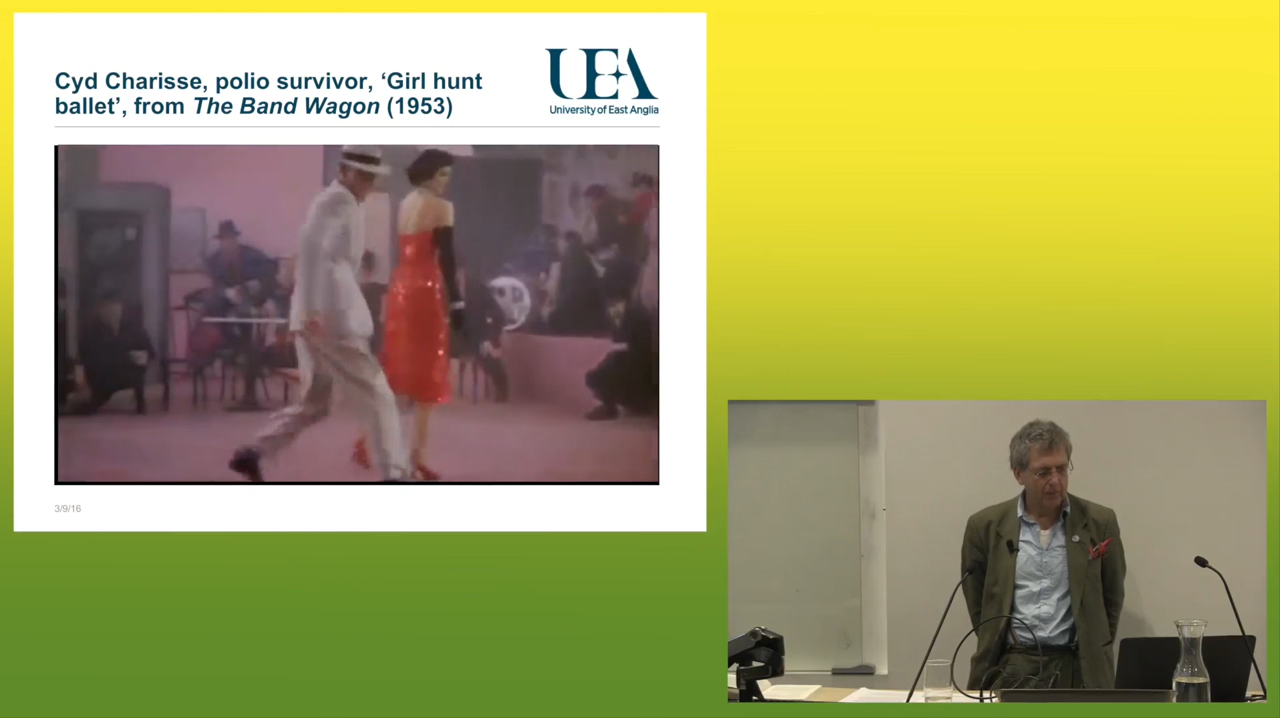 Cyd Charisse, polio survivor, ‘Girl hunt
ballet’, from The Band Wagon (1953)
UEA
University of East Anglia
3/9/16